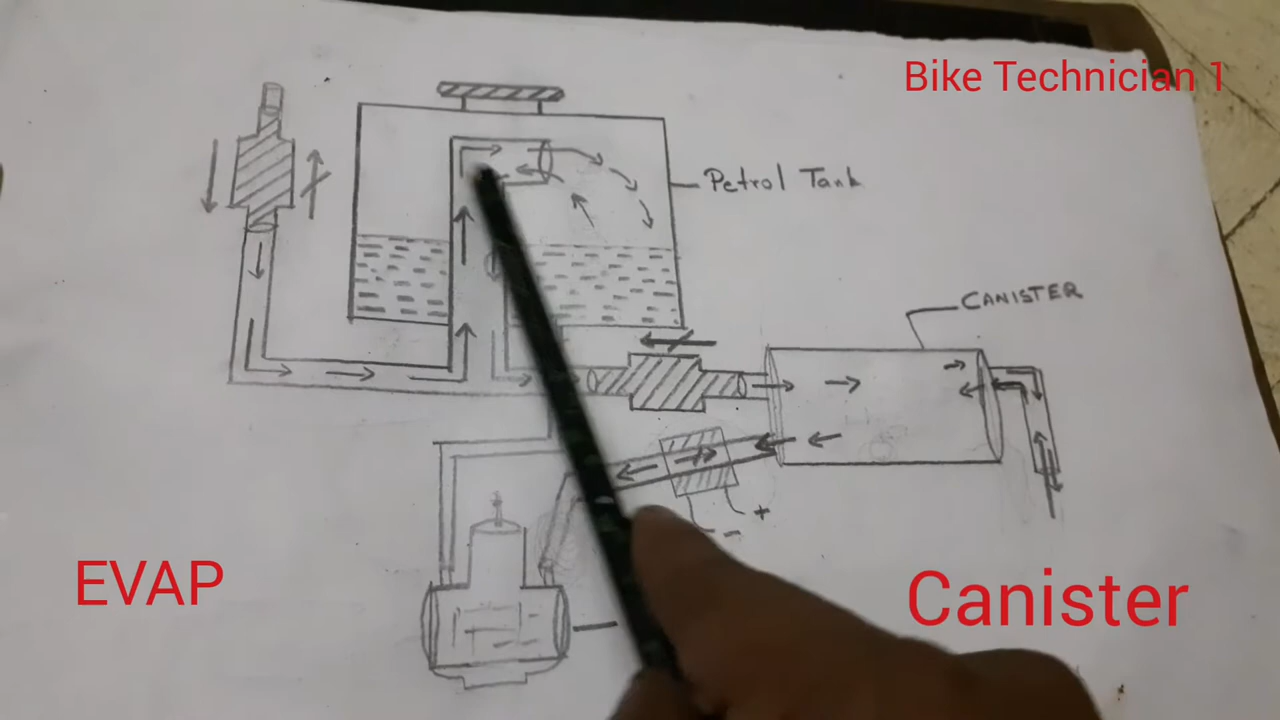 Bike Technician 1
Petrol Tank
CANISTER
+
-
EVAP
Canister